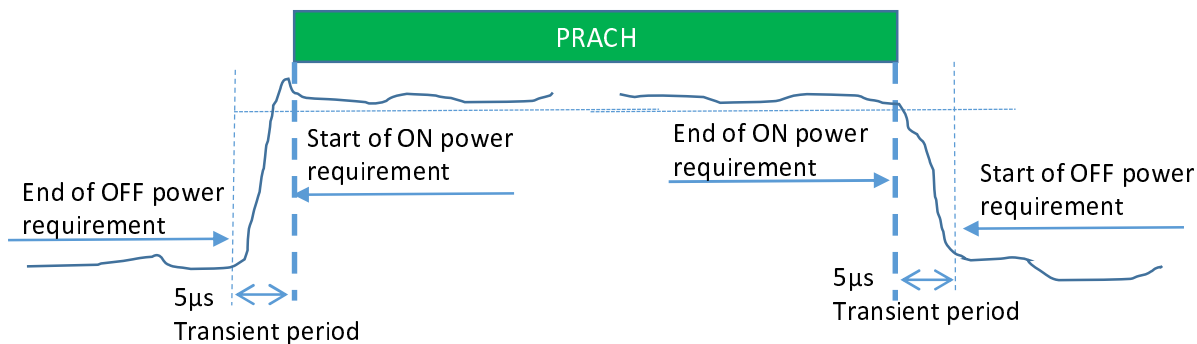 PRACH
Start of ON power
requirement
End of ON power
requirement
End of OFF power
requirement
Start of OFF power
requirement
5µs
Transient period
5µs
Transient period